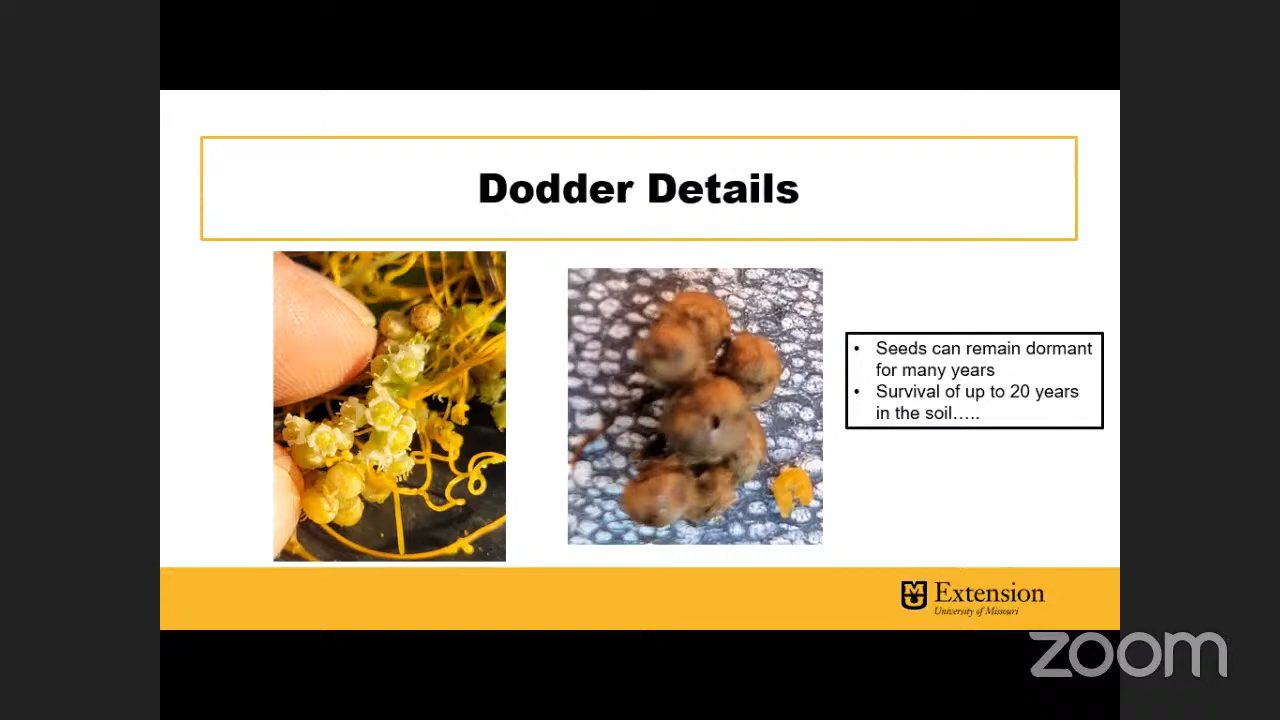 Dodder Details
• Seeds can remain dormant
for many years
• Survival of up to 20 years
in the soil…..
MU
Extension
University of Missouri
zoom